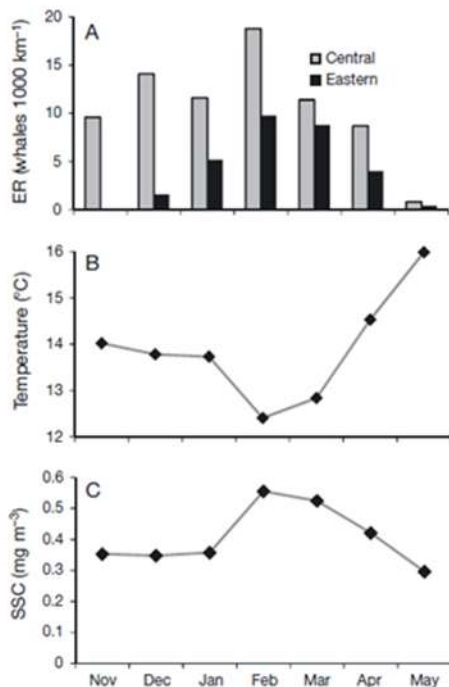 A
20
15
10
5
0
ER (whales 1000 km⁻¹)
Central
Eastern
B
16
15
14
13
12
Temperature (°C)
C
0.6
0.5
0.4
0.3
0.2
0.1
0
SSC (mg m⁻³)
Nov Dec Jan Feb Mar Apr May